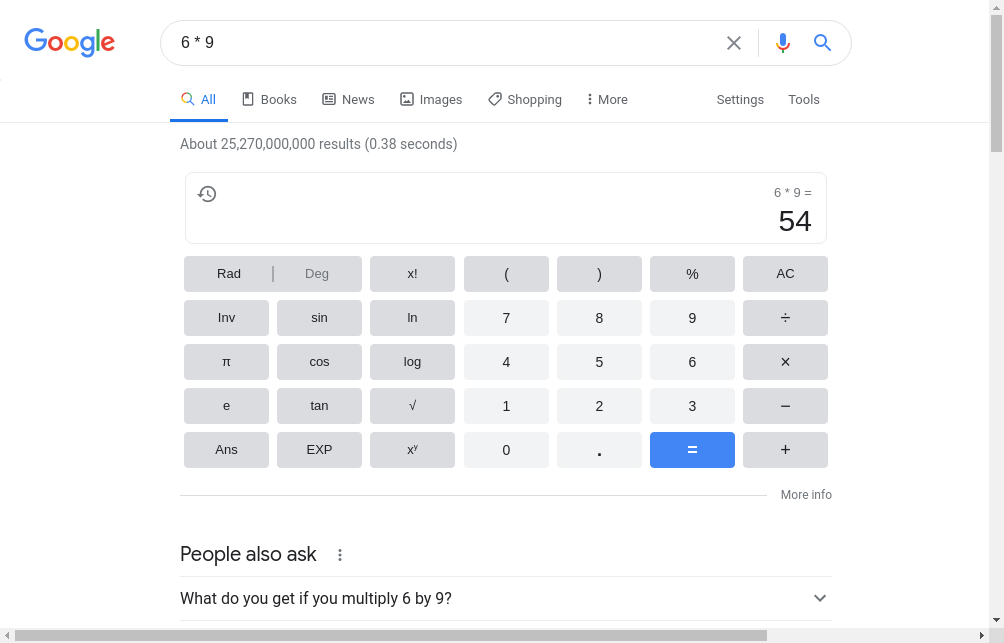 Google
6 * 9
All
Books
News
Images
Shopping
More
Settings
Tools
About 25,270,000,000 results (0.38 seconds)
6 * 9 =
54
Rad | Deg
x!
(
)
%
AC
Inv
sin
ln
7
8
9
÷
π
cos
log
4
5
6
×
e
tan
√
1
2
3
−
Ans
EXP
xʸ
0
.
=
+
More info
People also ask
What do you get if you multiply 6 by 9?